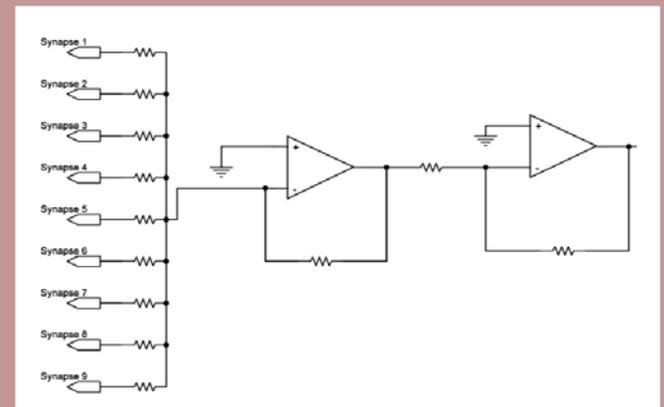 Synapse 1
Synapse 2
Synapse 3
Synapse 4
Synapse 5
Synapse 6
Synapse 7
Synapse 8
Synapse 9
+
-
+
-